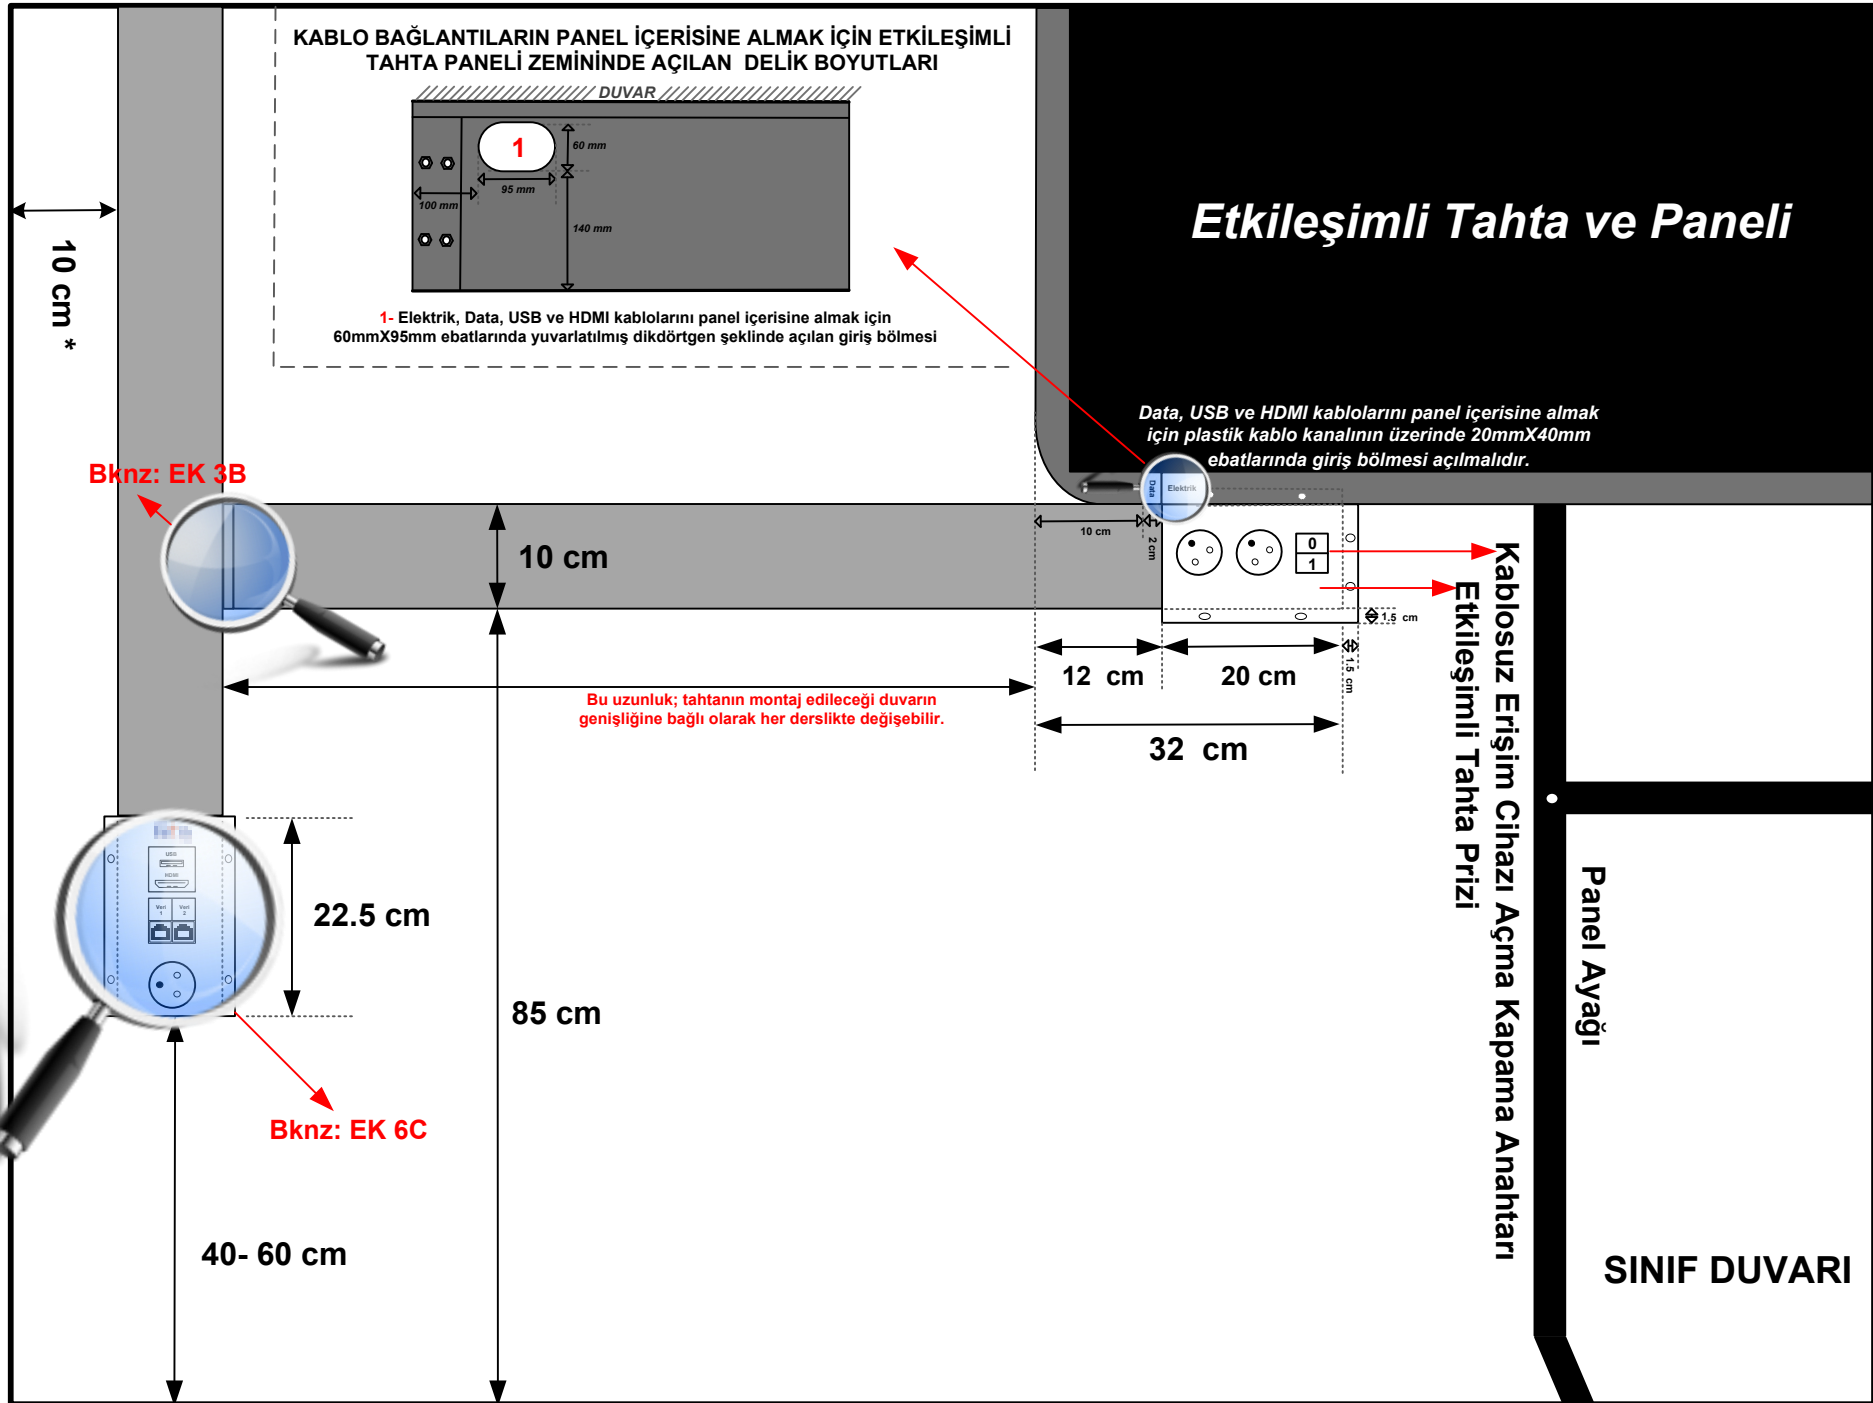 KABLO BAĞLANTILARIN PANEL İÇERİSİNE ALMAK İÇİN ETKİLEŞİMLİ
TAHTA PANELİ ZEMİNİNDE AÇILAN DELİK BOYUTLARI
DUVAR
1
60 mm
95 mm
100 mm
140 mm
1- Elektrik, Data, USB ve HDMI kablolarını panel içerisine almak için
60mmX95mm ebatlarında yuvarlatılmış dikdörtgen şeklinde açılan giriş bölmesi
10 cm *
Etkileşimli Tahta ve Paneli
Data, USB ve HDMI kablolarını panel içerisine almak
için plastik kablo kanalının üzerinde 20mmX40mm
ebatlarında giriş bölmesi açılmalıdır.
Bknz: EK 3B
Data
Elektrik
10 cm
10 cm
2 cm
0
1
1.5 cm
12 cm
20 cm
1.5 cm
Bu uzunluk; tahtanın montaj edileceği duvarın
genişliğine bağlı olarak her derslikte değişebilir.
32 cm
Kablosuz Erişim Cihazı Açma Kapama Anahtarı
Etkileşimli Tahta Prizi
USB
HDMI
Veri
1
Veri
2
22.5 cm
85 cm
Panel Ayağı
Bknz: EK 6C
40- 60 cm
SINIF DUVARI